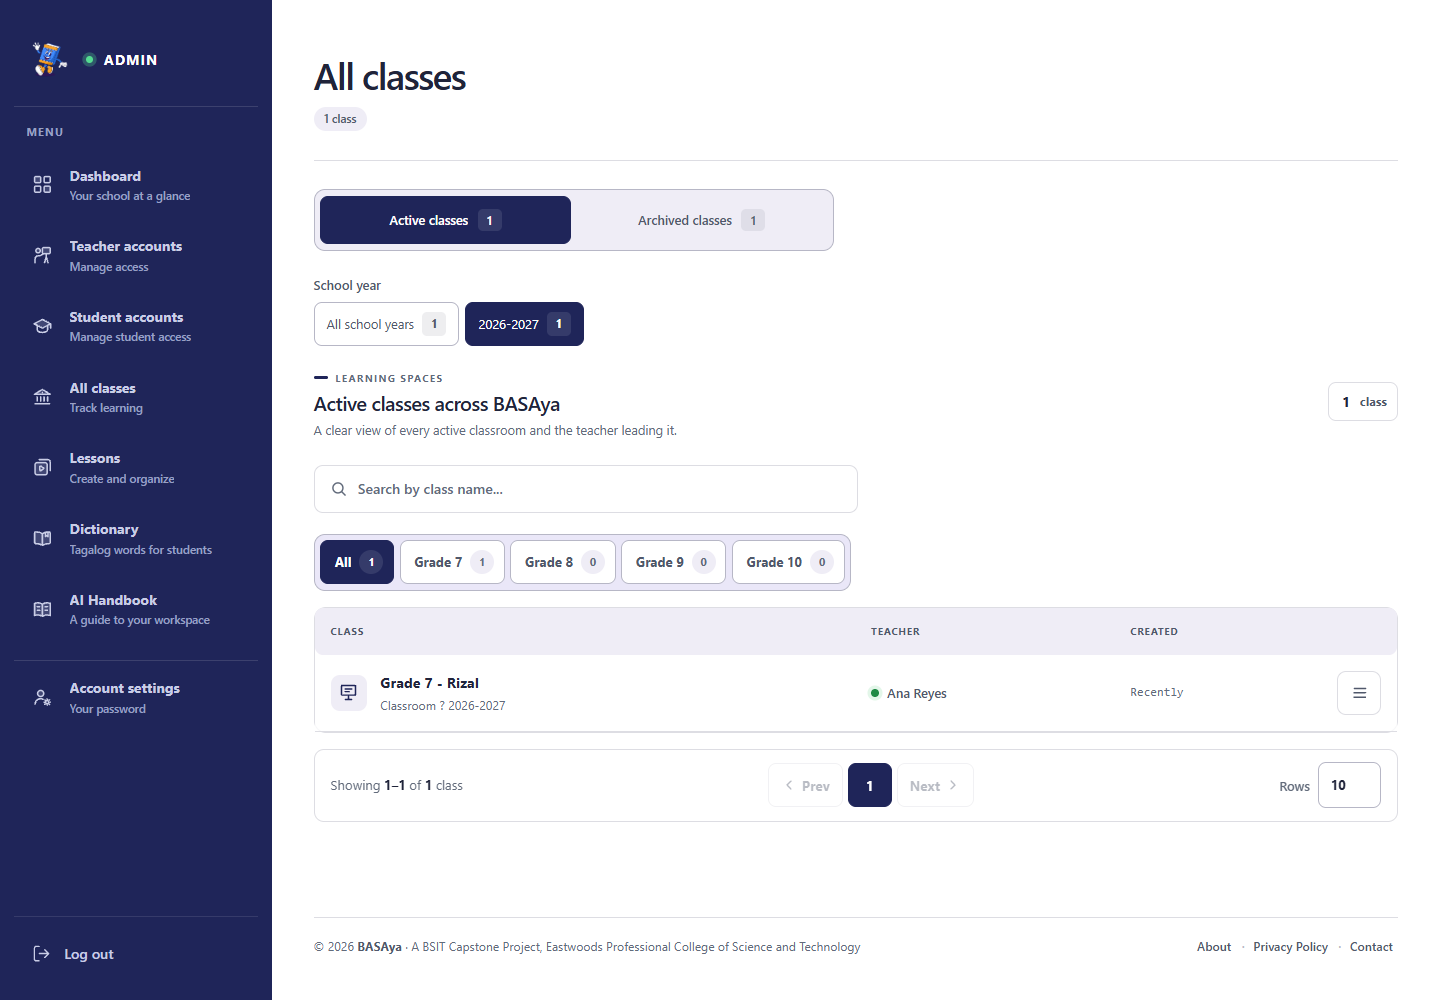 ADMIN
MENU
Dashboard
Your school at a glance
Teacher accounts
Manage access
Student accounts
Manage student access
All classes
Track learning
Lessons
Create and organize
Dictionary
Tagalog words for students
AI Handbook
A guide to your workspace
Account settings
Your password
Log out
All classes
1 class
Active classes 1
Archived classes 1
School year
All school years 1
2026-2027 1
LEARNING SPACES
Active classes across BASAya
A clear view of every active classroom and the teacher leading it.
1 class
Search by class name...
All 1
Grade 7 1
Grade 8 0
Grade 9 0
Grade 10 0
CLASS TEACHER CREATED
Grade 7 - Rizal
Classroom ? 2026-2027
Ana Reyes
Recently
Showing 1–1 of 1 class
Prev 1 Next
Rows 10
© 2026 BASAya · A BSIT Capstone Project, Eastwoods Professional College of Science and Technology
About · Privacy Policy · Contact